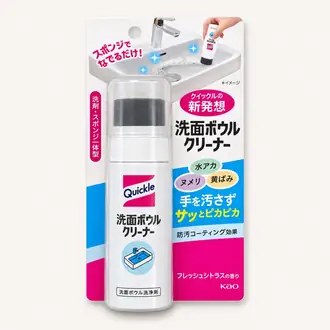 スポンジで
なでるだけ!
*イメージ
クイックルの
新発想
洗剤・スポンジ一体型
洗面ボウル
クリーナー
水アカ
ヌメリ
黄ばみ
手を汚さず
サッとピカピカ
防汚コーティング効果
フレッシュシトラスの香り
Kao
Quickle
洗面ボウル
クリーナー
洗面ボウル洗浄剤